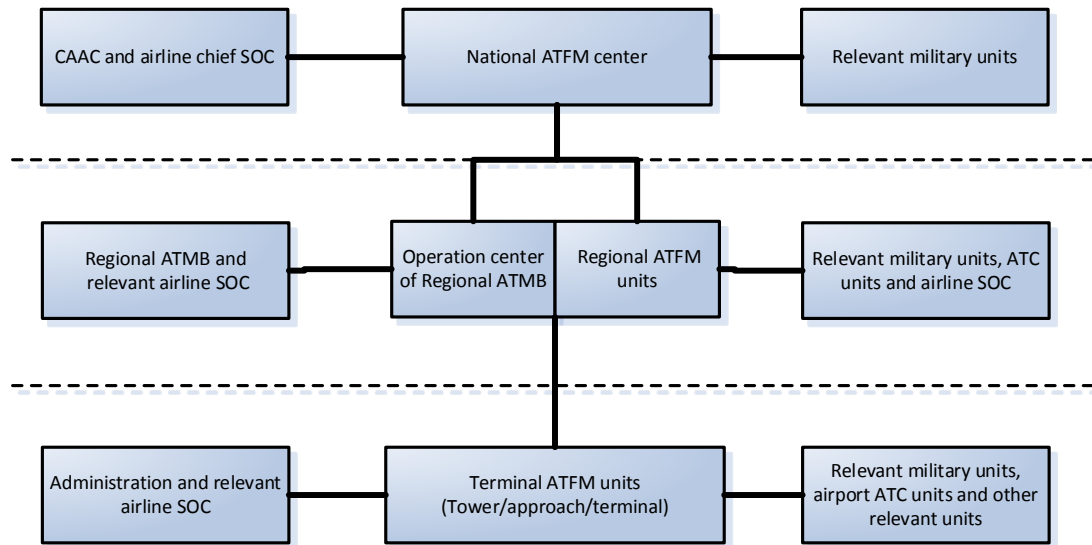 CAAC and airline chief SOC
National ATFM center
Relevant military units
Regional ATMB and
relevant airline SOC
Operation center
of Regional ATMB
Regional ATFM
units
Relevant military units, ATC
units and airline SOC
Administration and relevant
airline SOC
Terminal ATFM units
(Tower/approach/terminal)
Relevant military units,
airport ATC units and other
relevant units